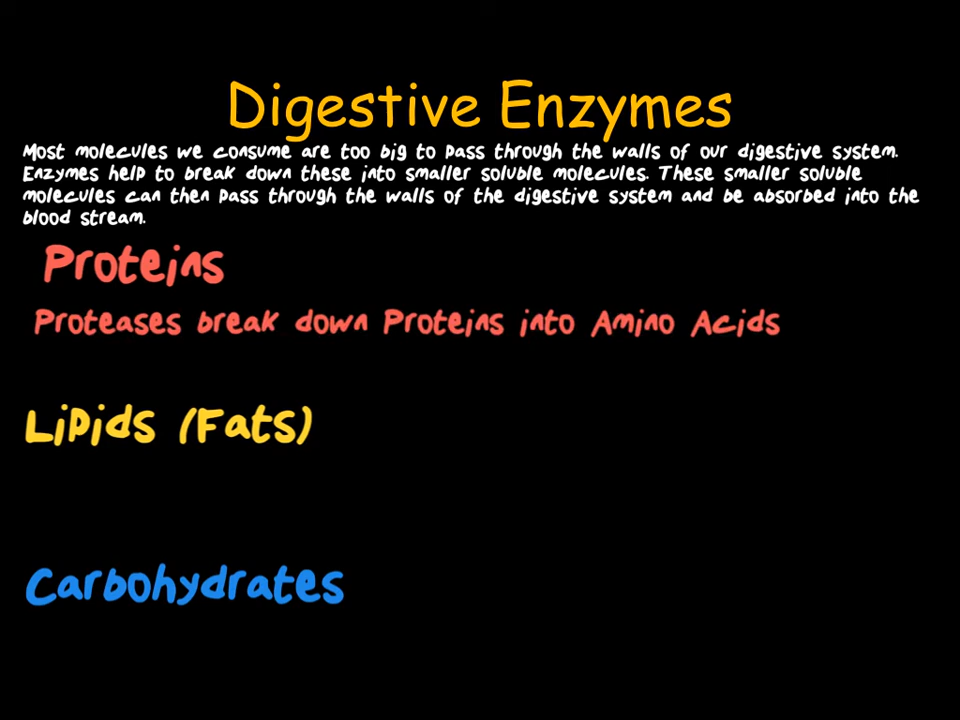 Digestive Enzymes
Most molecules we consume are too big to pass through the walls of our digestive system.
Enzymes help to break down these into smaller soluble molecules. These smaller soluble
molecules can then pass through the walls of the digestive system and be absorbed into the
blood stream.
Proteins
Proteases break down Proteins into Amino Acids
Lipids (Fats)
Carbohydrates